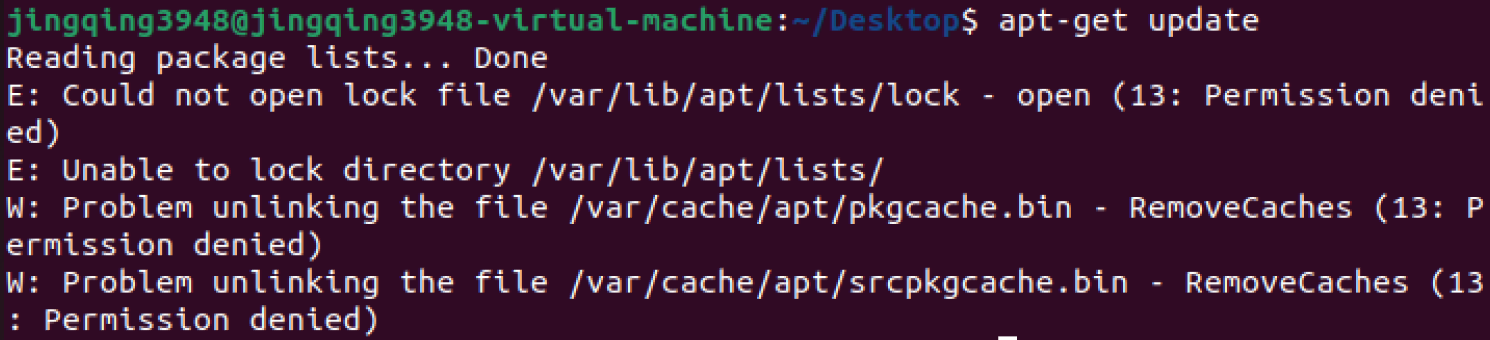 jingqing3948@jingqing3948-virtual-machine:~/Desktop$ apt-get update
Reading package lists... Done
E: Could not open lock file /var/lib/apt/lists/lock - open (13: Permission deni
ed)
E: Unable to lock directory /var/lib/apt/lists/
W: Problem unlinking the file /var/cache/apt/pkgcache.bin - RemoveCaches (13: P
ermission denied)
W: Problem unlinking the file /var/cache/apt/srcpkgcache.bin - RemoveCaches (13
: Permission denied)